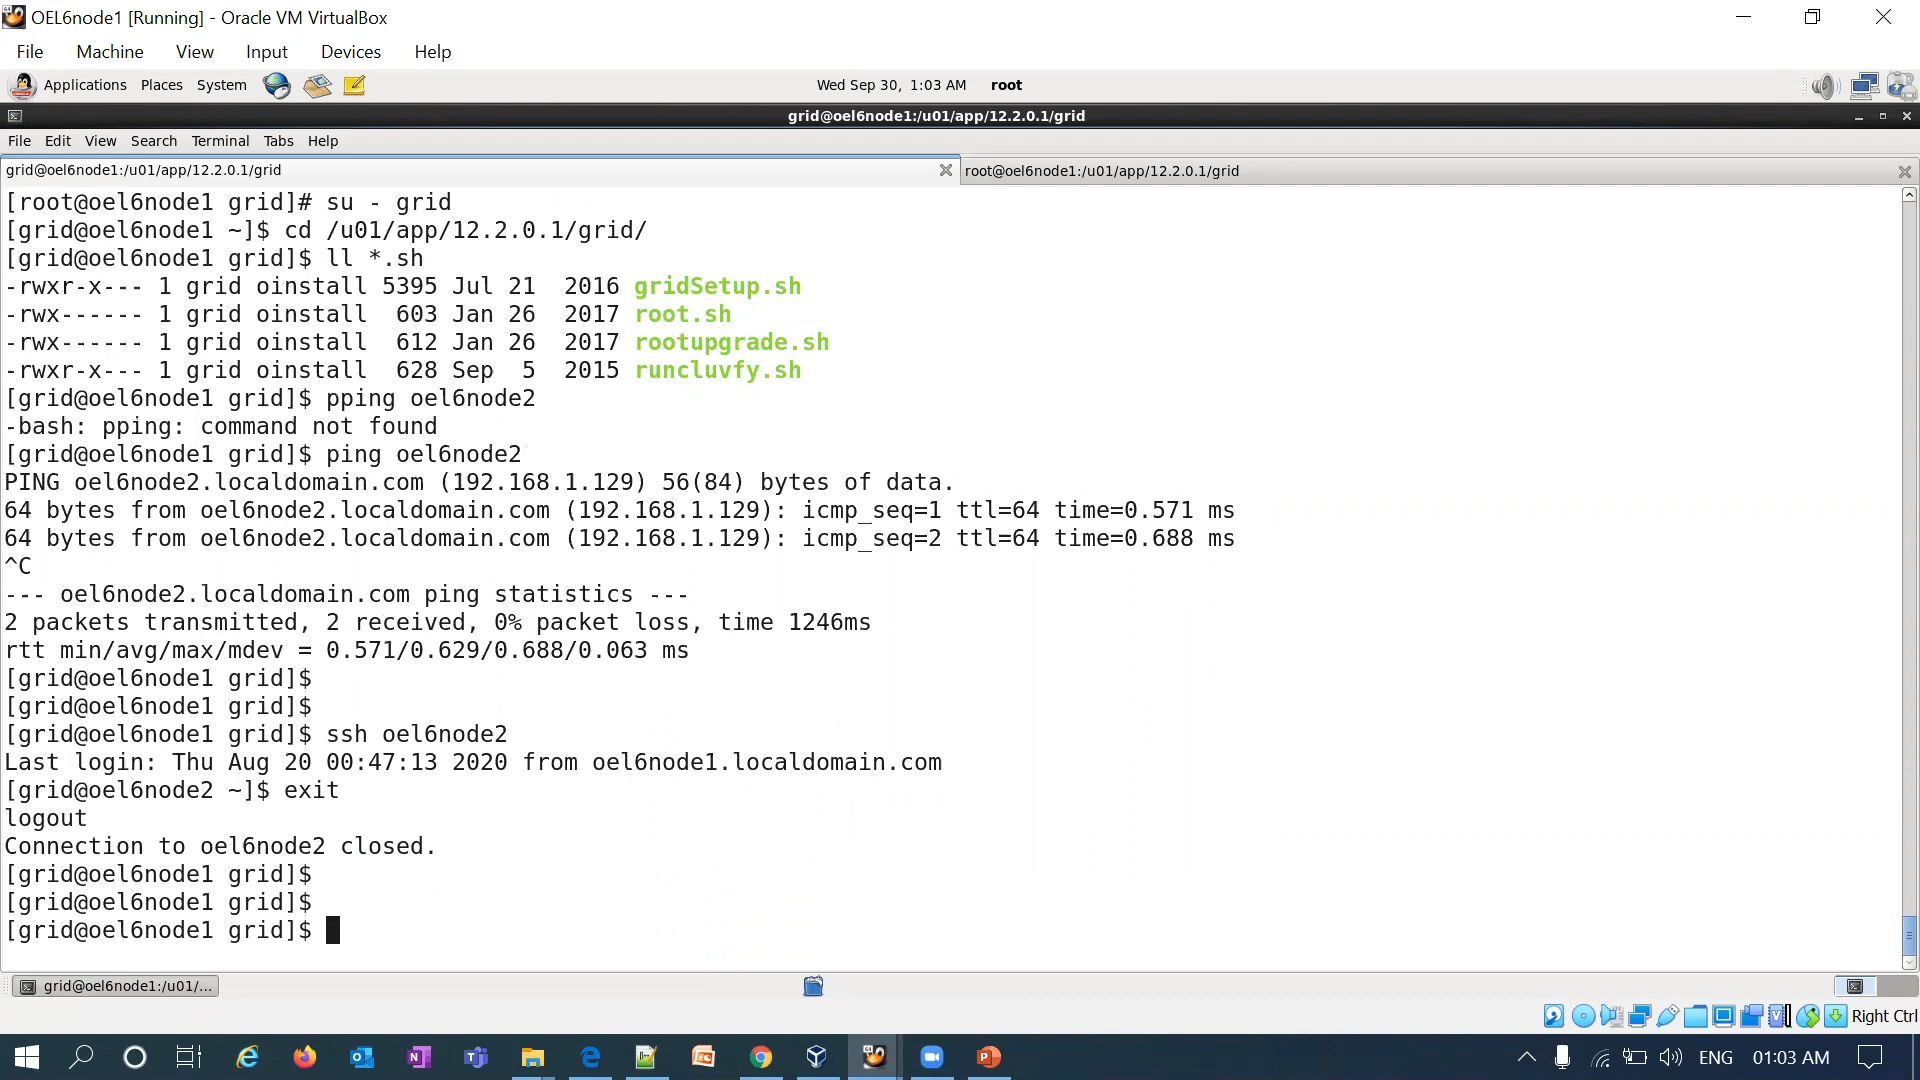 OEL6node1 [Running] - Oracle VM VirtualBox
File Machine View Input Devices Help
Applications Places System Wed Sep 30, 1:03 AM root
grid@oel6node1:/u01/app/12.2.0.1/grid
File Edit View Search Terminal Tabs Help
grid@oel6node1:/u01/app/12.2.0.1/grid root@oel6node1:/u01/app/12.2.0.1/grid
[root@oel6node1 grid]# su - grid
[grid@oel6node1 ~]$ cd /u01/app/12.2.0.1/grid/
[grid@oel6node1 grid]$ ll *.sh
-rwxr-x--- 1 grid oinstall 5395 Jul 21  2016 gridSetup.sh
-rwx------ 1 grid oinstall  603 Jan 26  2017 root.sh
-rwx------ 1 grid oinstall  612 Jan 26  2017 rootupgrade.sh
-rwxr-x--- 1 grid oinstall  628 Sep  5  2015 runcluvfy.sh
[grid@oel6node1 grid]$ pping oel6node2
-bash: pping: command not found
[grid@oel6node1 grid]$ ping oel6node2
PING oel6node2.localdomain.com (192.168.1.129) 56(84) bytes of data.
64 bytes from oel6node2.localdomain.com (192.168.1.129): icmp_seq=1 ttl=64 time=0.571 ms
64 bytes from oel6node2.localdomain.com (192.168.1.129): icmp_seq=2 ttl=64 time=0.688 ms
^C
--- oel6node2.localdomain.com ping statistics ---
2 packets transmitted, 2 received, 0% packet loss, time 1246ms
rtt min/avg/max/mdev = 0.571/0.629/0.688/0.063 ms
[grid@oel6node1 grid]$
[grid@oel6node1 grid]$
[grid@oel6node1 grid]$ ssh oel6node2
Last login: Thu Aug 20 00:47:13 2020 from oel6node1.localdomain.com
[grid@oel6node2 ~]$ exit
logout
Connection to oel6node2 closed.
[grid@oel6node1 grid]$
[grid@oel6node1 grid]$
[grid@oel6node1 grid]$
grid@oel6node1:/u01/...
Right Ctrl
ENG 01:03 AM